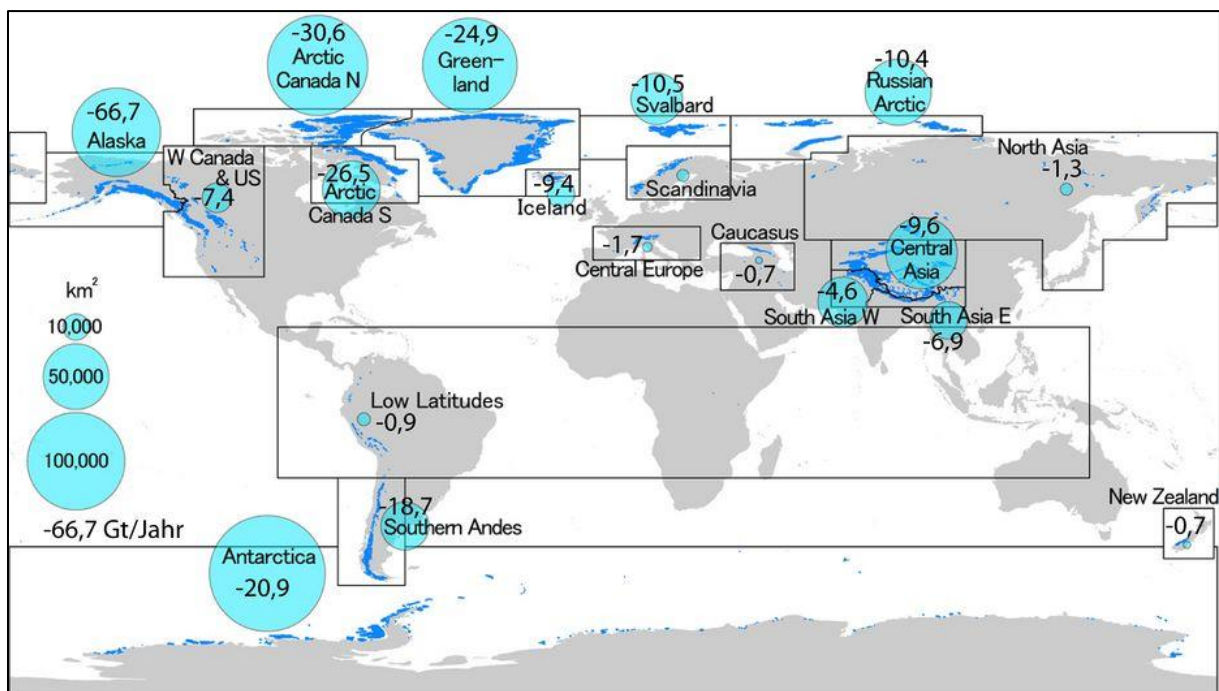 -30,6
Arctic
Canada N
-24,9
Green-
land
-10,5
Svalbard
-10,4
Russian
Arctic
-66,7
Alaska
W Canada
& US
7,4
-26,5
Arctic
Canada S
-9,4
Iceland
Scandinavia
North Asia
-1,3
-1,7
Central Europe
Caucasus
-0,7
-9,6
Central
Asia
-4,6
South Asia W
South Asia E
-6,9
km²
10,000
50,000
100,000
-66,7 Gt/Jahr
Low Latitudes
-0,9
-18,7
Southern Andes
New Zealand
-0,7
Antarctica
-20,9